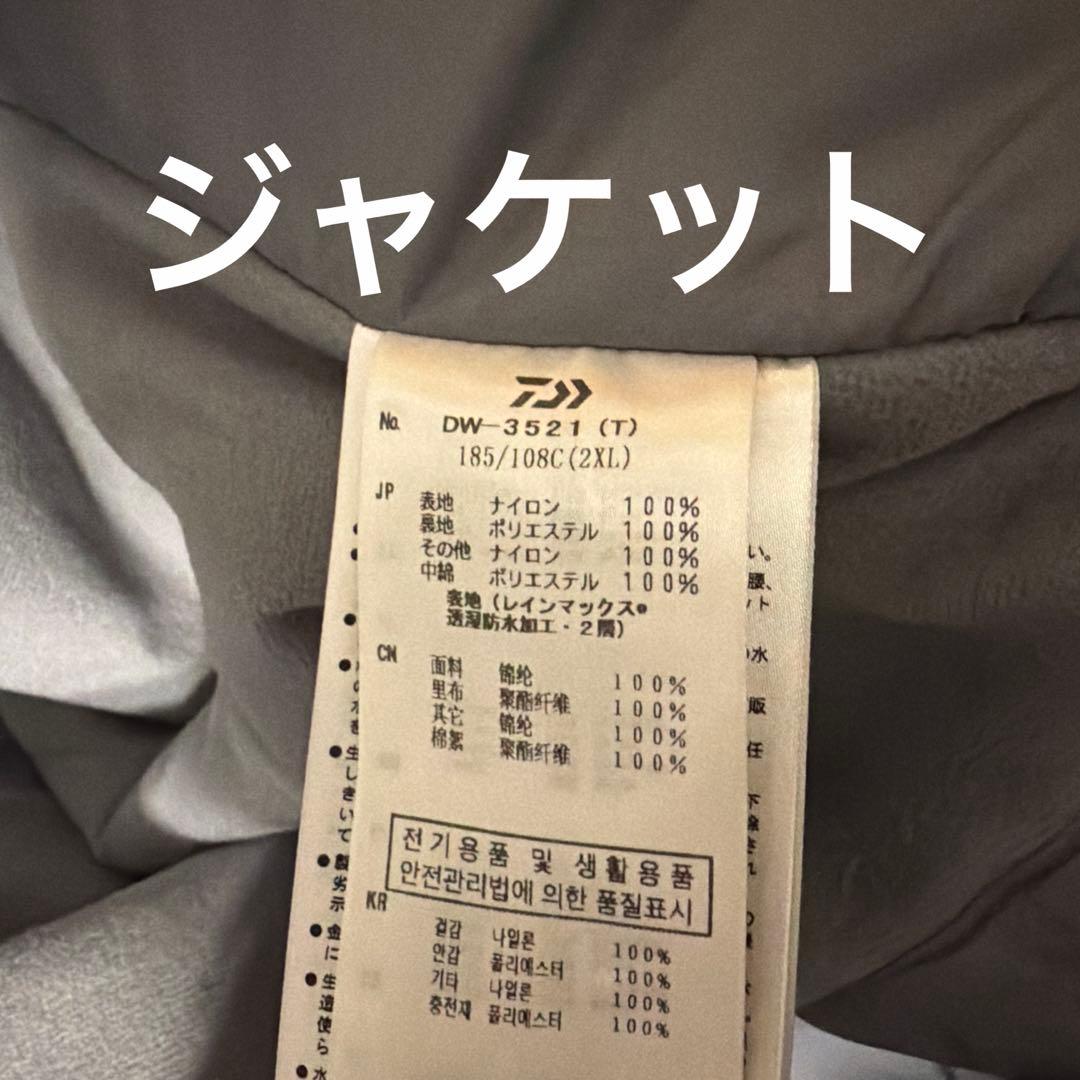 ジャケット
No. DW-3521 (T)
185/108C(2XL)
JP
表地 ナイロン 100%
裏地 ポリエステル 100%
その他 ナイロン 100%
中綿 ポリエステル 100%
表地(レインマックス®
透湿防水加工・2層)
CN
面料 锦纶 100%
里布 聚酯纤维 100%
其它 锦纶 100%
棉絮 聚酯纤维 100%
전기용품 및 생활용품
안전관리법에 의한 품질표시
KR
겉감 나일론 100%
안감 폴리에스터 100%
기타 나일론 100%
충전재 폴리에스터 100%